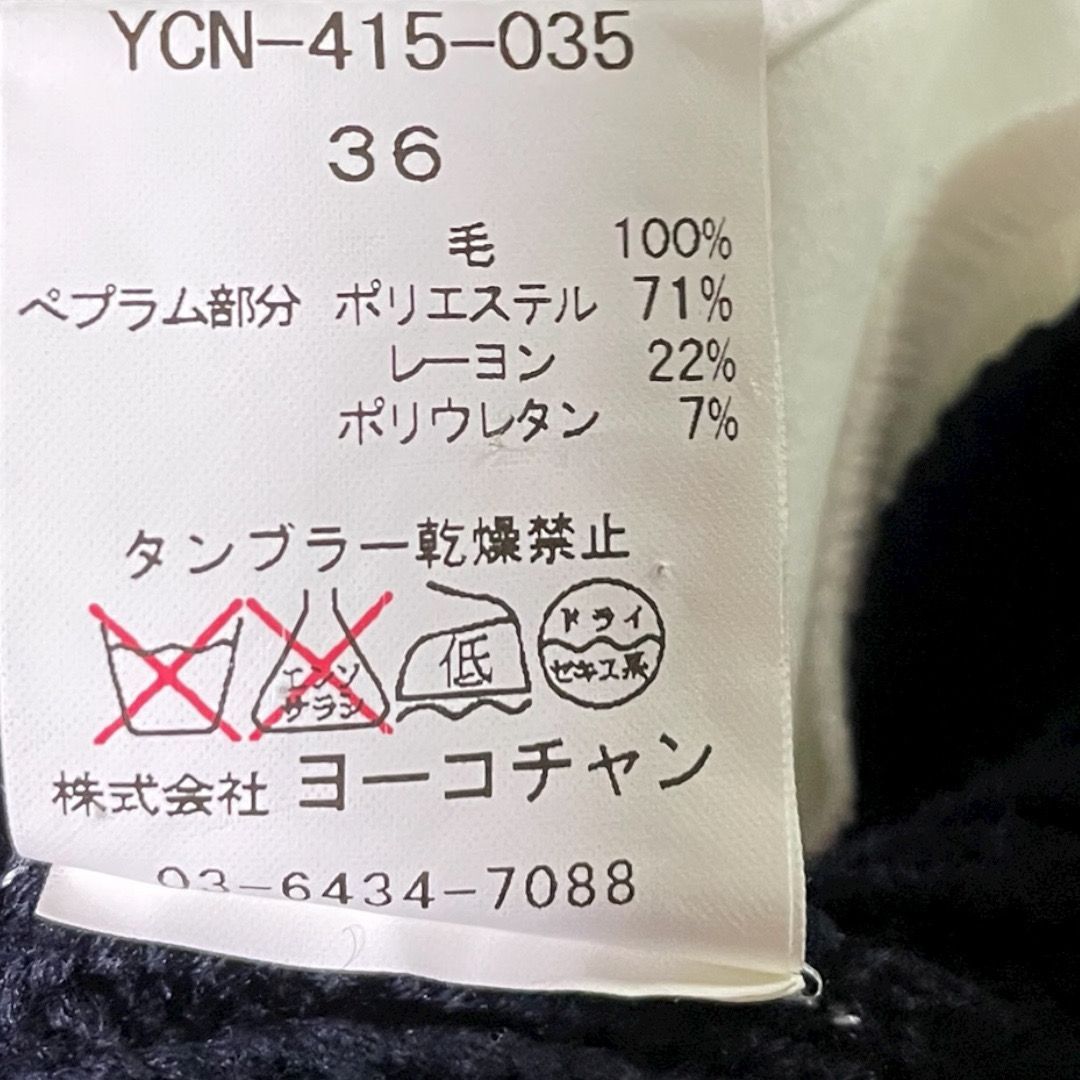 YCN-415-035
36
毛 100%
ペプラム部分 ポリエステル 71%
レーヨン 22%
ポリウレタン 7%
タンブラー乾燥禁止
エンソ
サラシ
低
ドライ
セキユ系
株式会社 ヨーコチャン
03-6434-7088